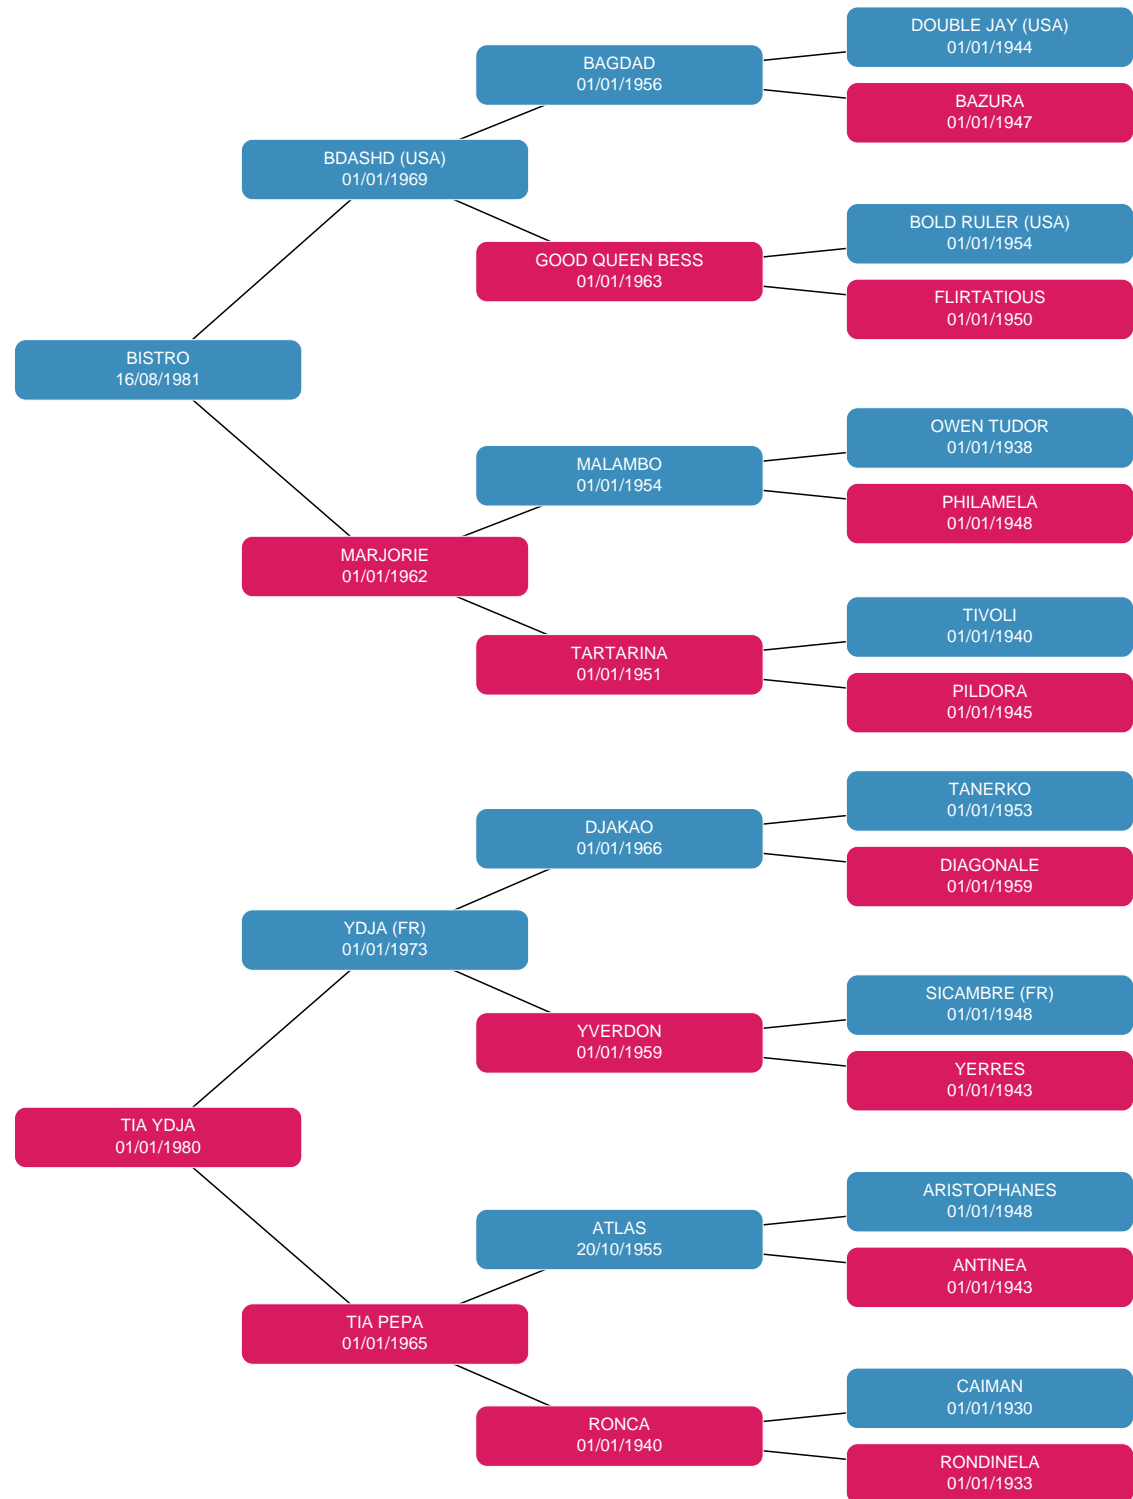 DOUBLE JAY (USA)
01/01/1944
BAGDAD
01/01/1956
BAZURA
01/01/1947
BDASHD (USA)
01/01/1969
BOLD RULER (USA)
01/01/1954
GOOD QUEEN BESS
01/01/1963
FLIRTATIOUS
01/01/1950
BISTRO
16/08/1981
OWEN TUDOR
01/01/1938
MALAMBO
01/01/1954
PHILAMELA
01/01/1948
MARJORIE
01/01/1962
TIVOLI
01/01/1940
TARTARINA
01/01/1951
PILDORA
01/01/1945
TANERKO
01/01/1953
DJAKAO
01/01/1966
DIAGONALE
01/01/1959
YDJA (FR)
01/01/1973
SICAMBRE (FR)
01/01/1948
YVERDON
01/01/1959
YERRES
01/01/1943
TIA YDJA
01/01/1980
ARISTOPHANES
01/01/1948
ATLAS
20/10/1955
ANTINEA
01/01/1943
TIA PEPA
01/01/1965
CAIMAN
01/01/1930
RONCA
01/01/1940
RONDINELA
01/01/1933